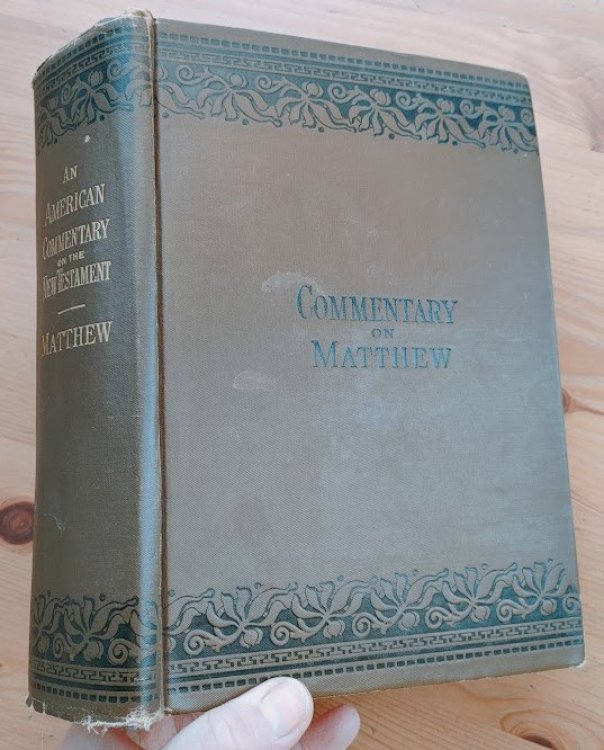 AN
AMERICAN
COMMENTARY
ON THE
NEW TESTAMENT
MATTHEW
COMMENTARY
ON
MATTHEW